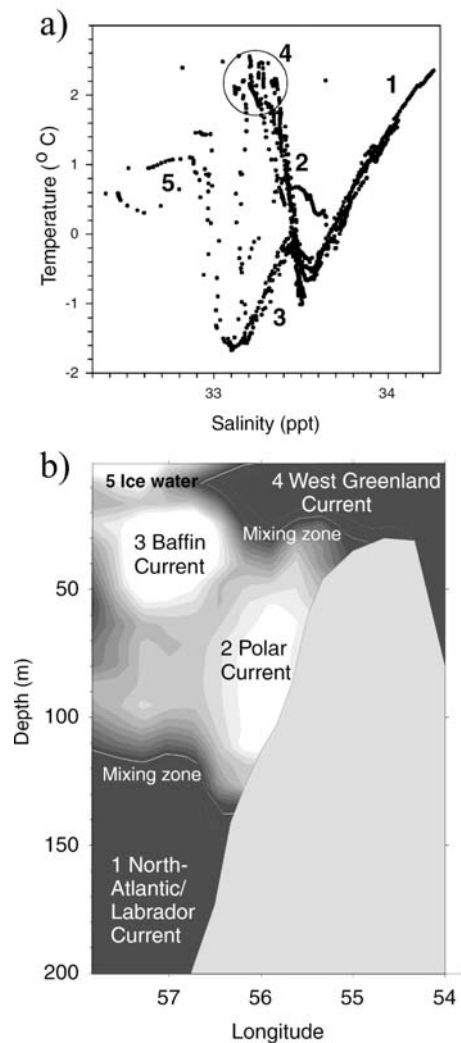 a)
4
1
2
5
3
2
1
0
-1
-2
Temperature (° C)
33
34
Salinity (ppt)
b)
5 Ice water
4 West Greenland
Current
Mixing zone
3 Baffin
Current
2 Polar
Current
Mixing zone
1 North-
Atlantic/
Labrador
Current
50
100
150
200
Depth (m)
57
56
55
54
Longitude